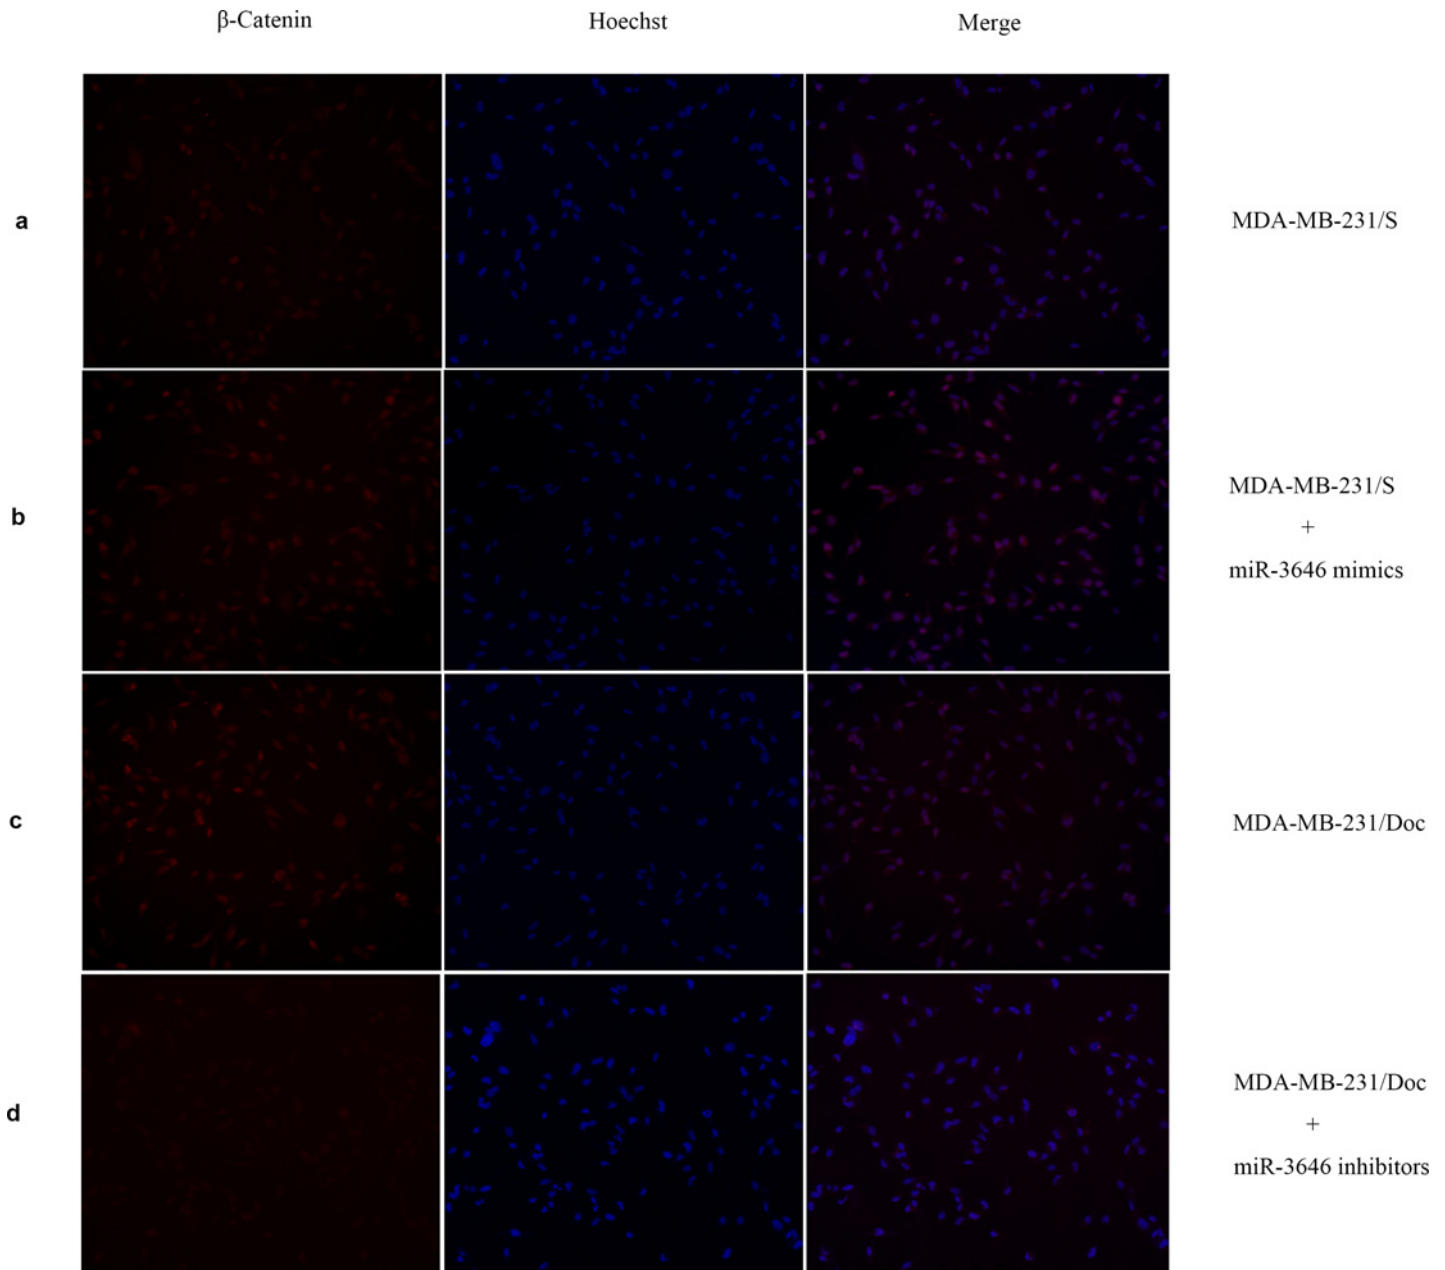 β-Catenin Hoechst Merge
a MDA-MB-231/S
b MDA-MB-231/S
+
miR-3646 mimics
c MDA-MB-231/Doc
d MDA-MB-231/Doc
+
miR-3646 inhibitors